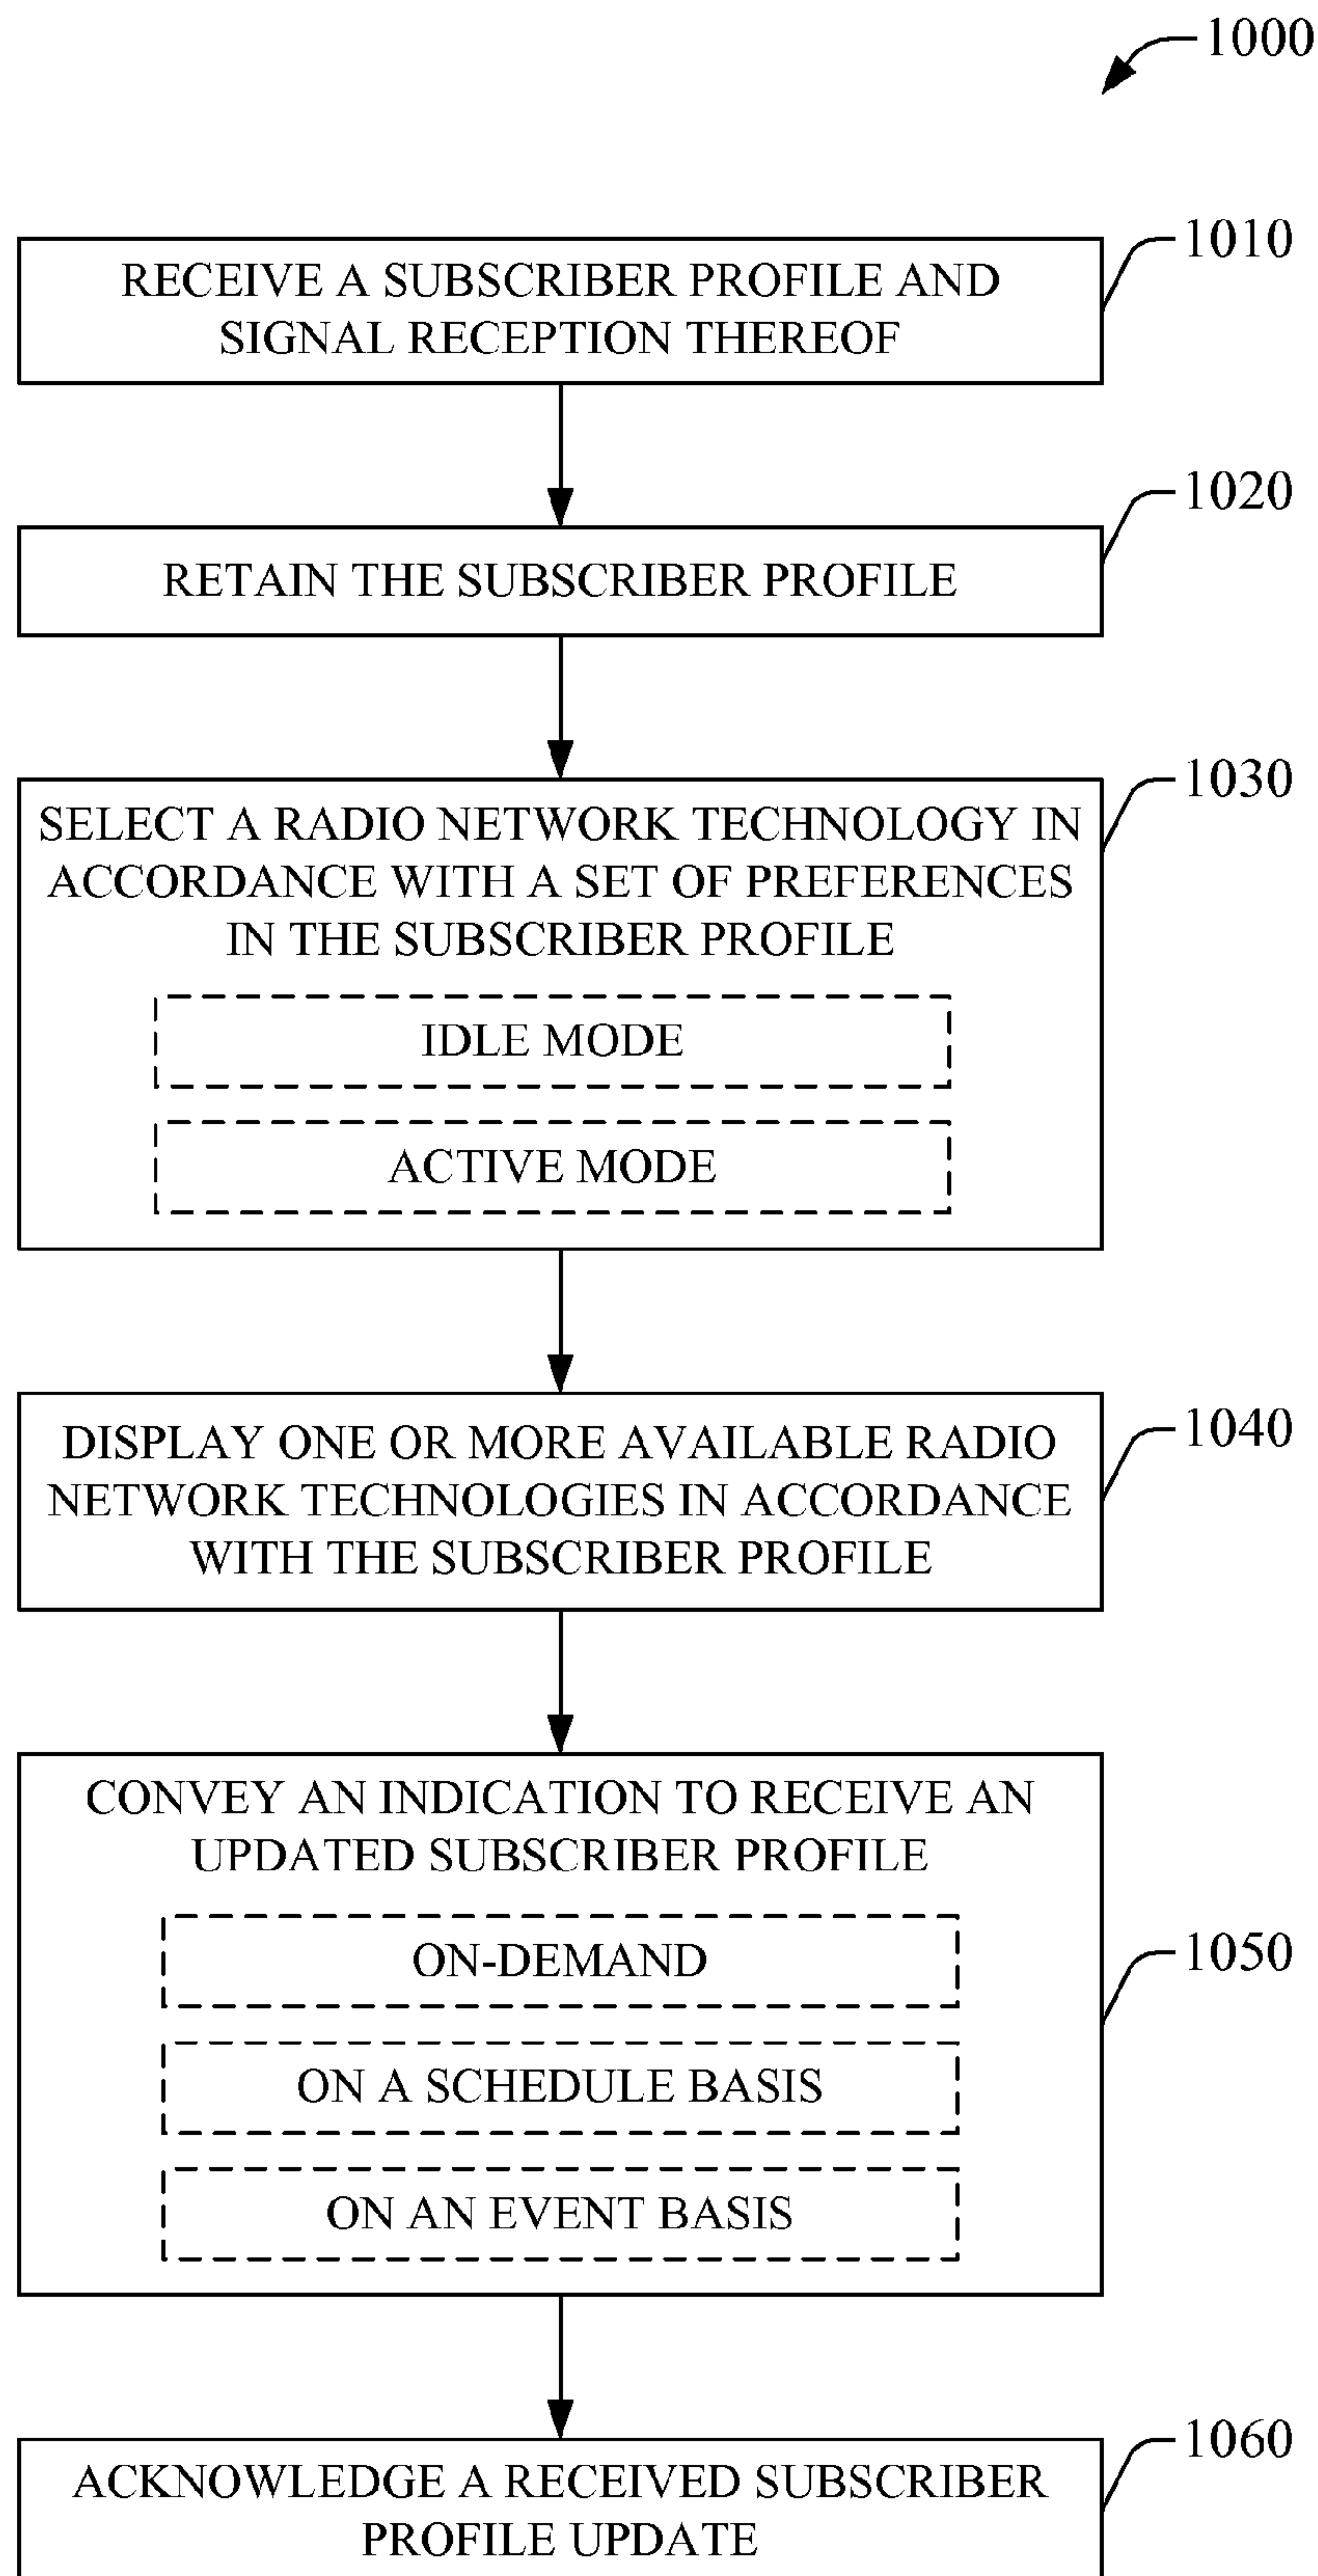 1000
1010
RECEIVE A SUBSCRIBER PROFILE AND
SIGNAL RECEPTION THEREOF
1020
RETAIN THE SUBSCRIBER PROFILE
1030
SELECT A RADIO NETWORK TECHNOLOGY IN
ACCORDANCE WITH A SET OF PREFERENCES
IN THE SUBSCRIBER PROFILE
IDLE MODE
ACTIVE MODE
1040
DISPLAY ONE OR MORE AVAILABLE RADIO
NETWORK TECHNOLOGIES IN ACCORDANCE
WITH THE SUBSCRIBER PROFILE
CONVEY AN INDICATION TO RECEIVE AN
UPDATED SUBSCRIBER PROFILE
1050
ON-DEMAND
ON A SCHEDULE BASIS
ON AN EVENT BASIS
1060
ACKNOWLEDGE A RECEIVED SUBSCRIBER
PROFILE UPDATE